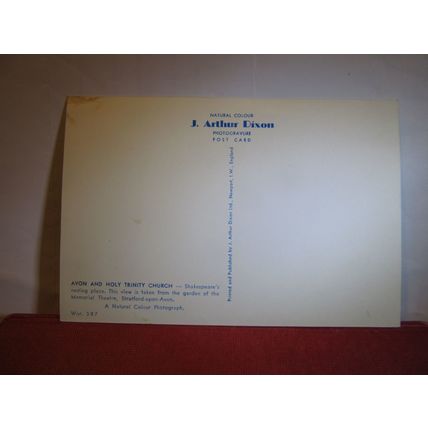 NATURAL COLOUR
J. Arthur Dixon
PHOTOGRAVURE
POST CARD
Printed and Published by J. Arthur Dixon Ltd., Newport, I.W., England
AVON AND HOLY TRINITY CHURCH — Shakespeare's
resting place. This view is taken from the garden of the
Memorial Theatre, Stratford-upon-Avon.
A Natural Colour Photograph.
War. 587